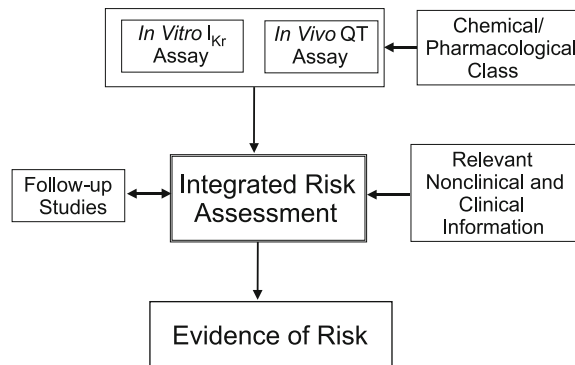 In Vitro IKr
Assay
In Vivo QT
Assay
Chemical/
Pharmacological
Class
Follow-up
Studies
Integrated Risk
Assessment
Relevant
Nonclinical and
Clinical
Information
Evidence of Risk